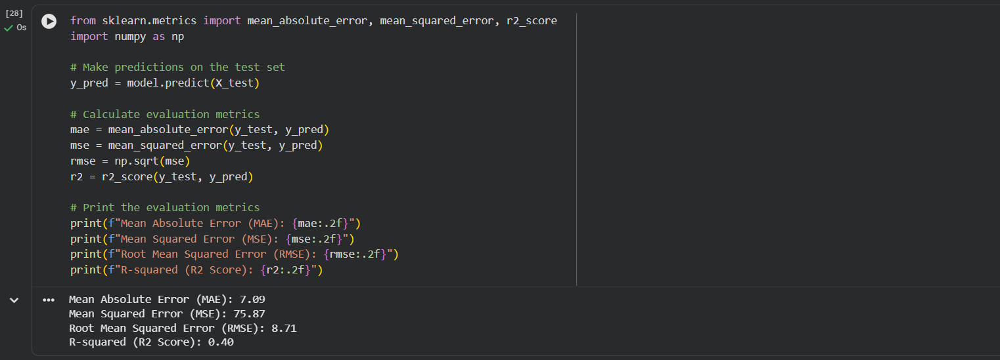 [28]
0s
from sklearn.metrics import mean_absolute_error, mean_squared_error, r2_score
import numpy as np
# Make predictions on the test set
y_pred = model.predict(X_test)
# Calculate evaluation metrics
mae = mean_absolute_error(y_test, y_pred)
mse = mean_squared_error(y_test, y_pred)
rmse = np.sqrt(mse)
r2 = r2_score(y_test, y_pred)
# Print the evaluation metrics
print(f"Mean Absolute Error (MAE): {mae:.2f}")
print(f"Mean Squared Error (MSE): {mse:.2f}")
print(f"Root Mean Squared Error (RMSE): {rmse:.2f}")
print(f"R-squared (R2 Score): {r2:.2f}")
Mean Absolute Error (MAE): 7.09
Mean Squared Error (MSE): 75.87
Root Mean Squared Error (RMSE): 8.71
R-squared (R2 Score): 0.40